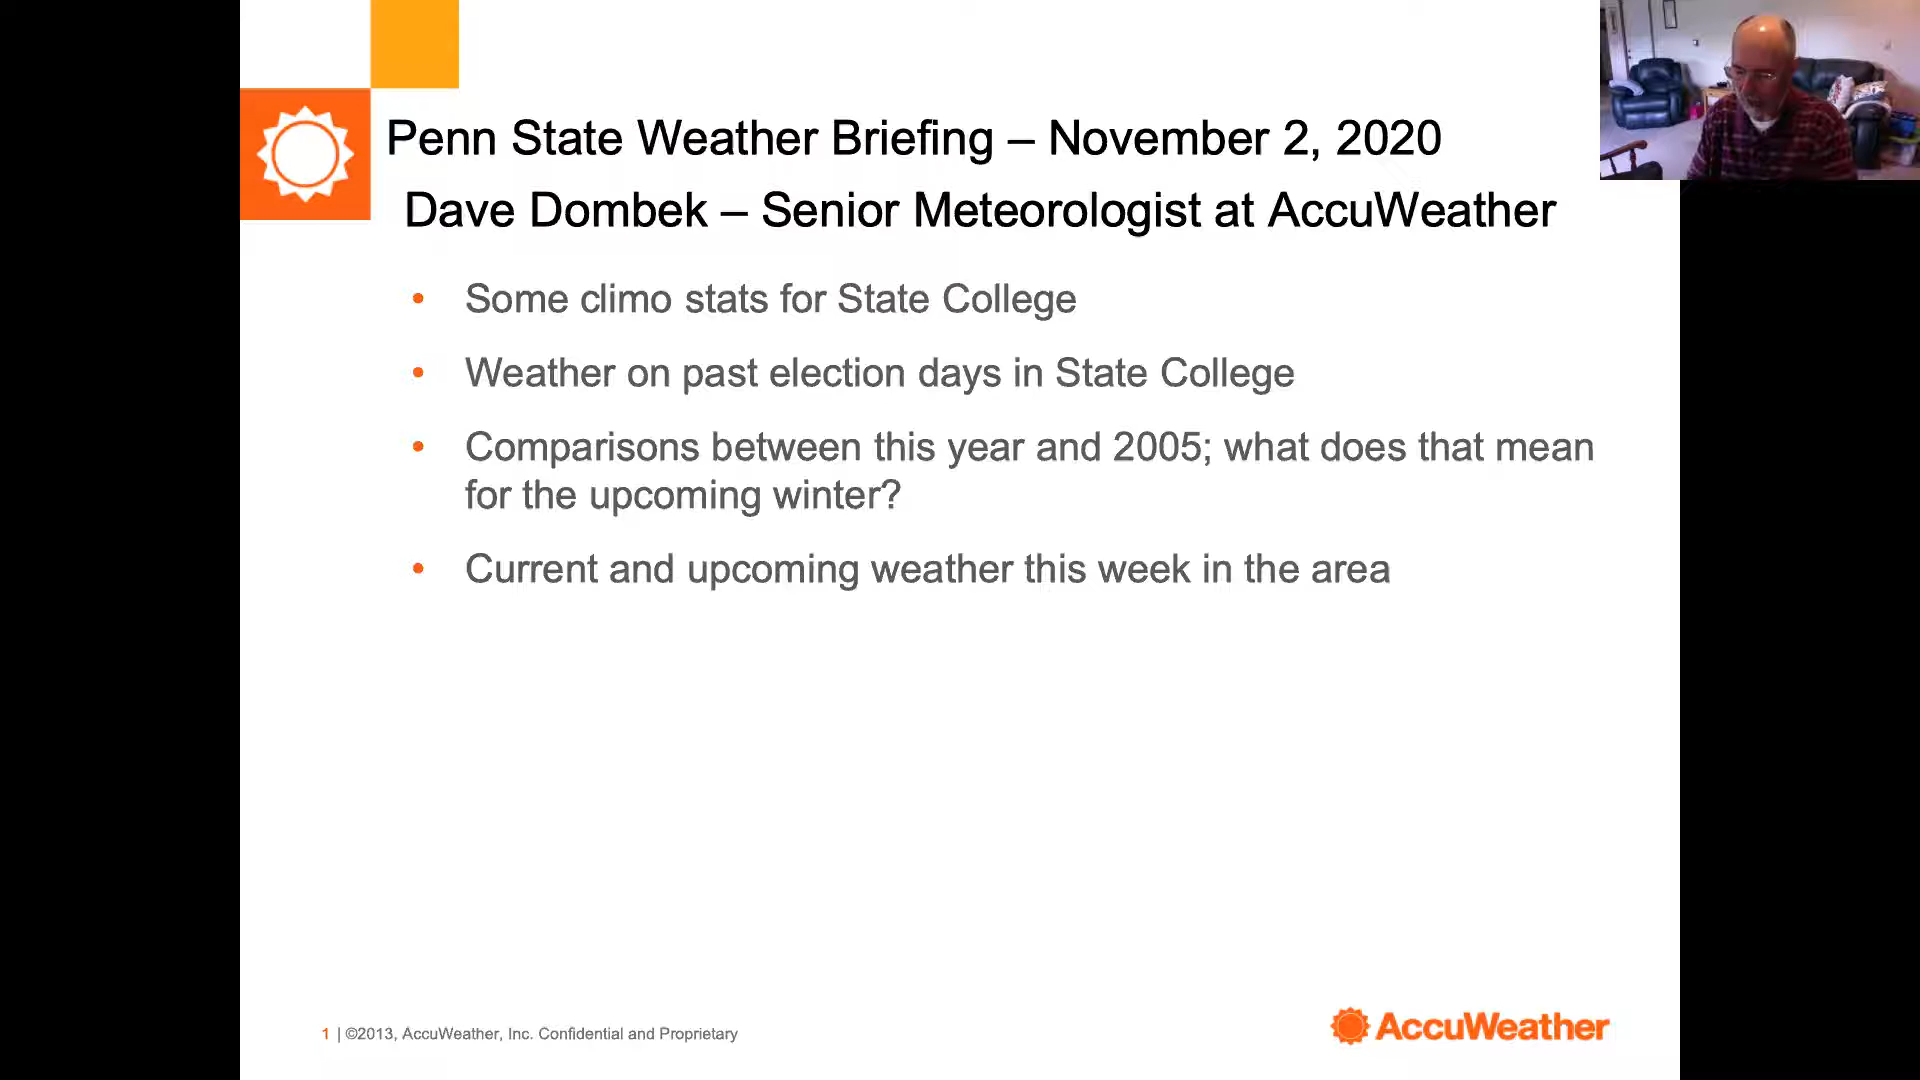 Penn State Weather Briefing – November 2, 2020
Dave Dombek – Senior Meteorologist at AccuWeather
• Some climo stats for State College
• Weather on past election days in State College
• Comparisons between this year and 2005; what does that mean
for the upcoming winter?
• Current and upcoming weather this week in the area
1 | ©2013, AccuWeather, Inc. Confidential and Proprietary
AccuWeather